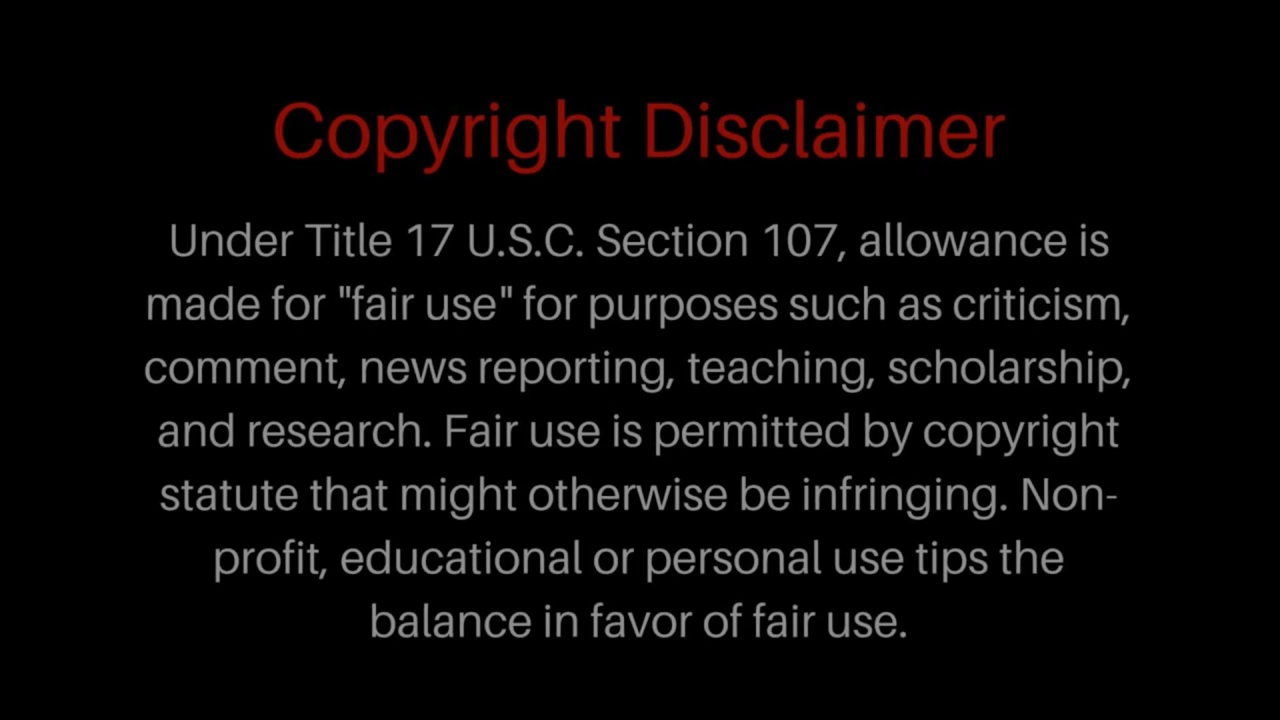 Copyright Disclaimer
Under Title 17 U.S.C. Section 107, allowance is
made for "fair use" for purposes such as criticism,
comment, news reporting, teaching, scholarship,
and research. Fair use is permitted by copyright
statute that might otherwise be infringing. Non-
profit, educational or personal use tips the
balance in favor of fair use.